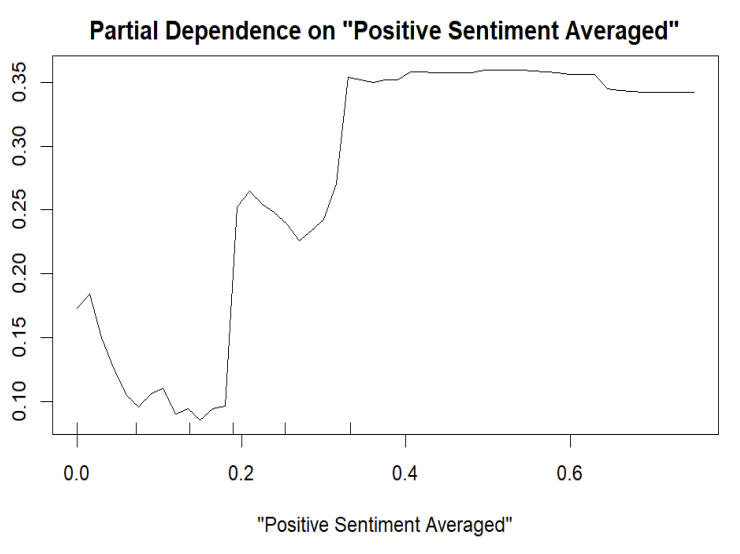 Partial Dependence on "Positive Sentiment Averaged"
0.35
0.30
0.25
0.20
0.15
0.10
0.0 0.2 0.4 0.6
"Positive Sentiment Averaged"